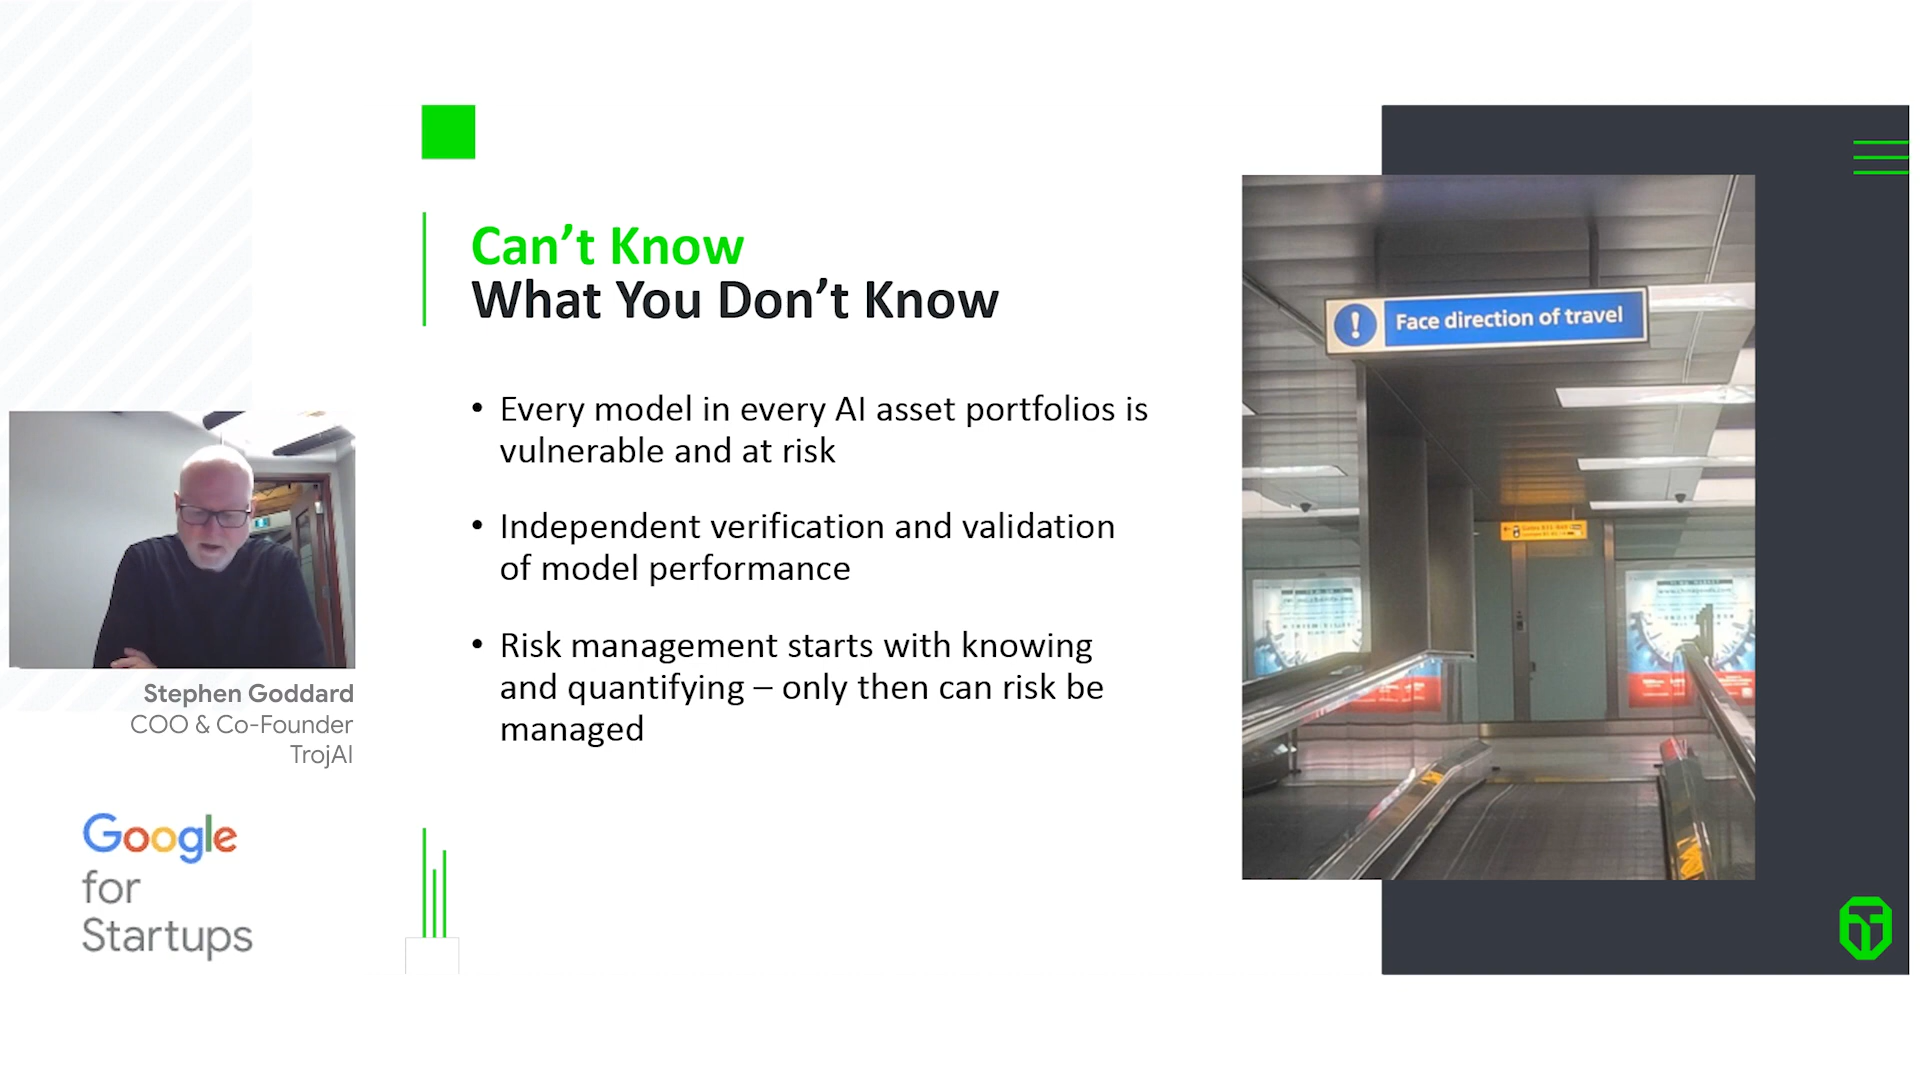 Can’t Know
What You Don’t Know
• Every model in every AI asset portfolios is
vulnerable and at risk
• Independent verification and validation
of model performance
• Risk management starts with knowing
and quantifying – only then can risk be
managed
Face direction of travel
Stephen Goddard
COO & Co-Founder
TrojAI
Google
for
Startups